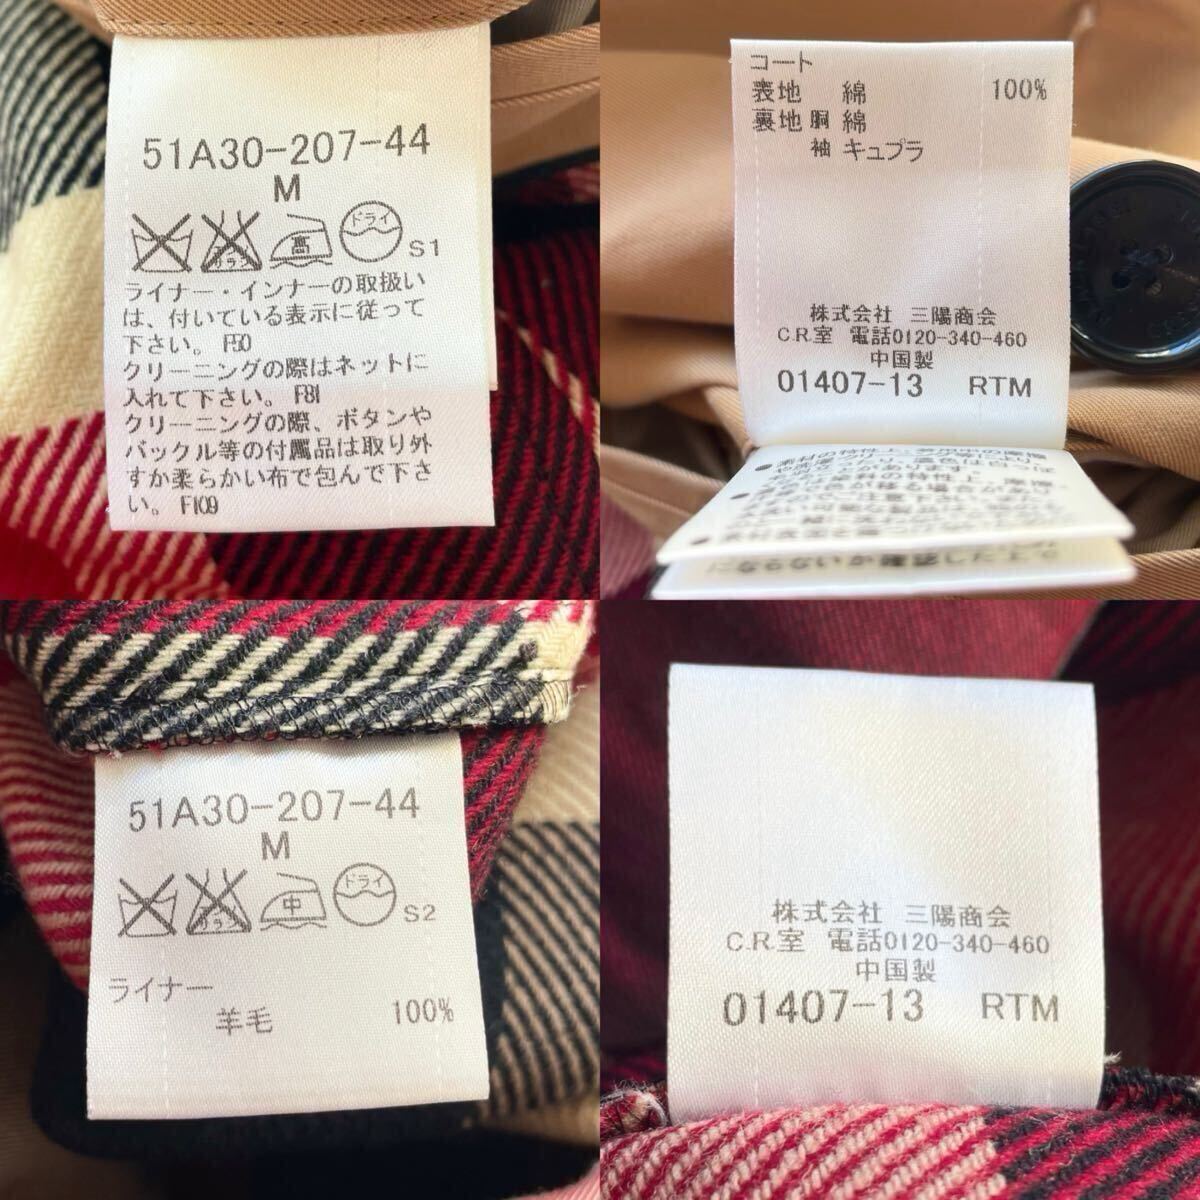 51A30-207-44
M
ドライ
サラシ
高
S1
ライナー・インナーの取扱い
は、付いている表示に従って
下さい。 F50
クリーニングの際はネットに
入れて下さい。 F81
クリーニングの際、ボタンや
バックル等の付属品は取り外
すか柔らかい布で包んで下さ
い。 F109
コート
表地 綿 100%
裏地 胴 綿
袖 キュプラ
株式会社 三陽商会
C.R.室 電話0120-340-460
中国製
01407-13 RTM
51A30-207-44
M
ドライ
サラシ
中
S2
ライナー
羊毛 100%
株式会社 三陽商会
C.R.室 電話0120-340-460
中国製
01407-13 RTM